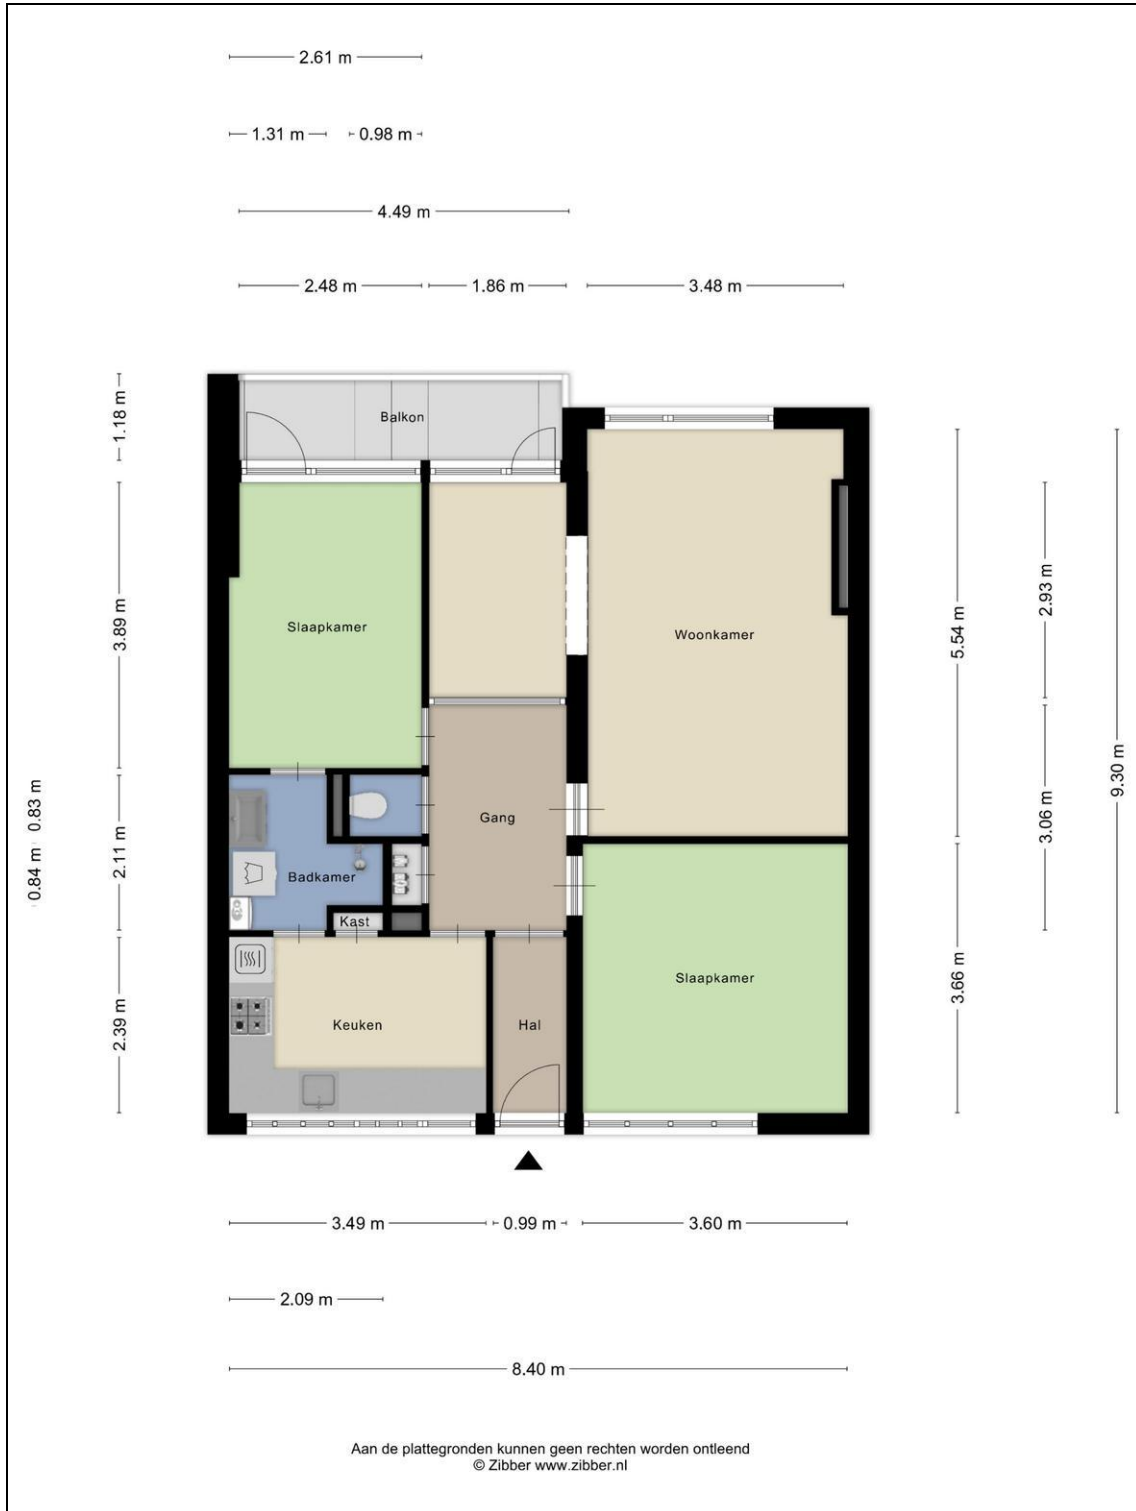 2.61 m
1.31 m 0.98 m
4.49 m
2.48 m 1.86 m 3.48 m
1.18 m
Balkon
3.89 m
Slaapkamer
Woonkamer
5.54 m
2.93 m
9.30 m
3.06 m
0.83 m
0.84 m
2.11 m
Gang
Badkamer
Kast
2.39 m
Keuken
Hal
Slaapkamer
3.66 m
3.49 m 0.99 m 3.60 m
2.09 m
8.40 m
Aan de plattegronden kunnen geen rechten worden ontleend
© Zibber www.zibber.nl